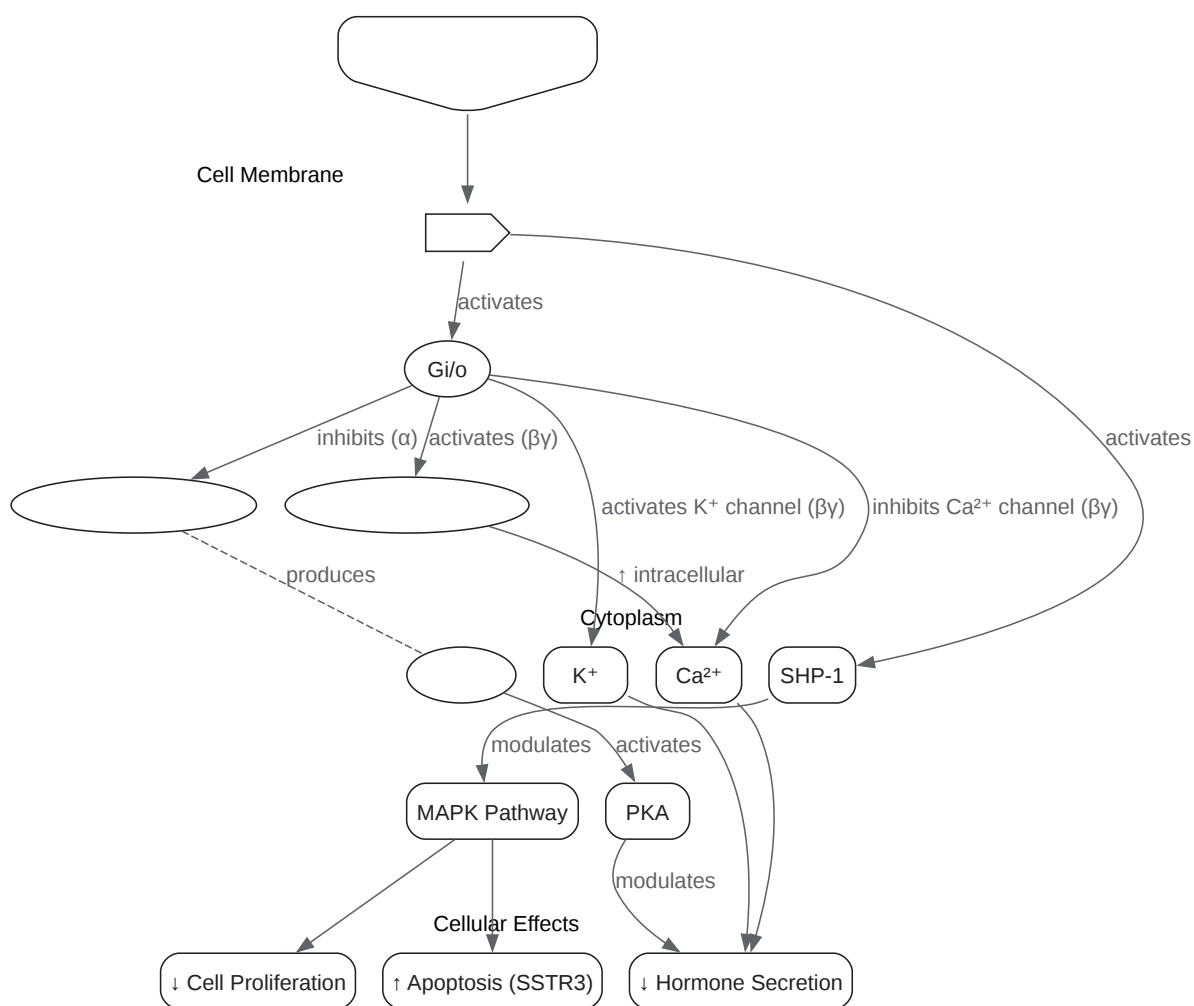 Cell Membrane
activates
Gi/o
inhibits (α)
activates (βγ)
activates
activates K⁺ channel (βγ)
inhibits Ca²⁺ channel (βγ)
produces
↑ intracellular
Cytoplasm
K⁺
Ca²⁺
SHP-1
modulates
activates
MAPK Pathway
PKA
modulates
Cellular Effects
↓ Cell Proliferation
↑ Apoptosis (SSTR3)
↓ Hormone Secretion